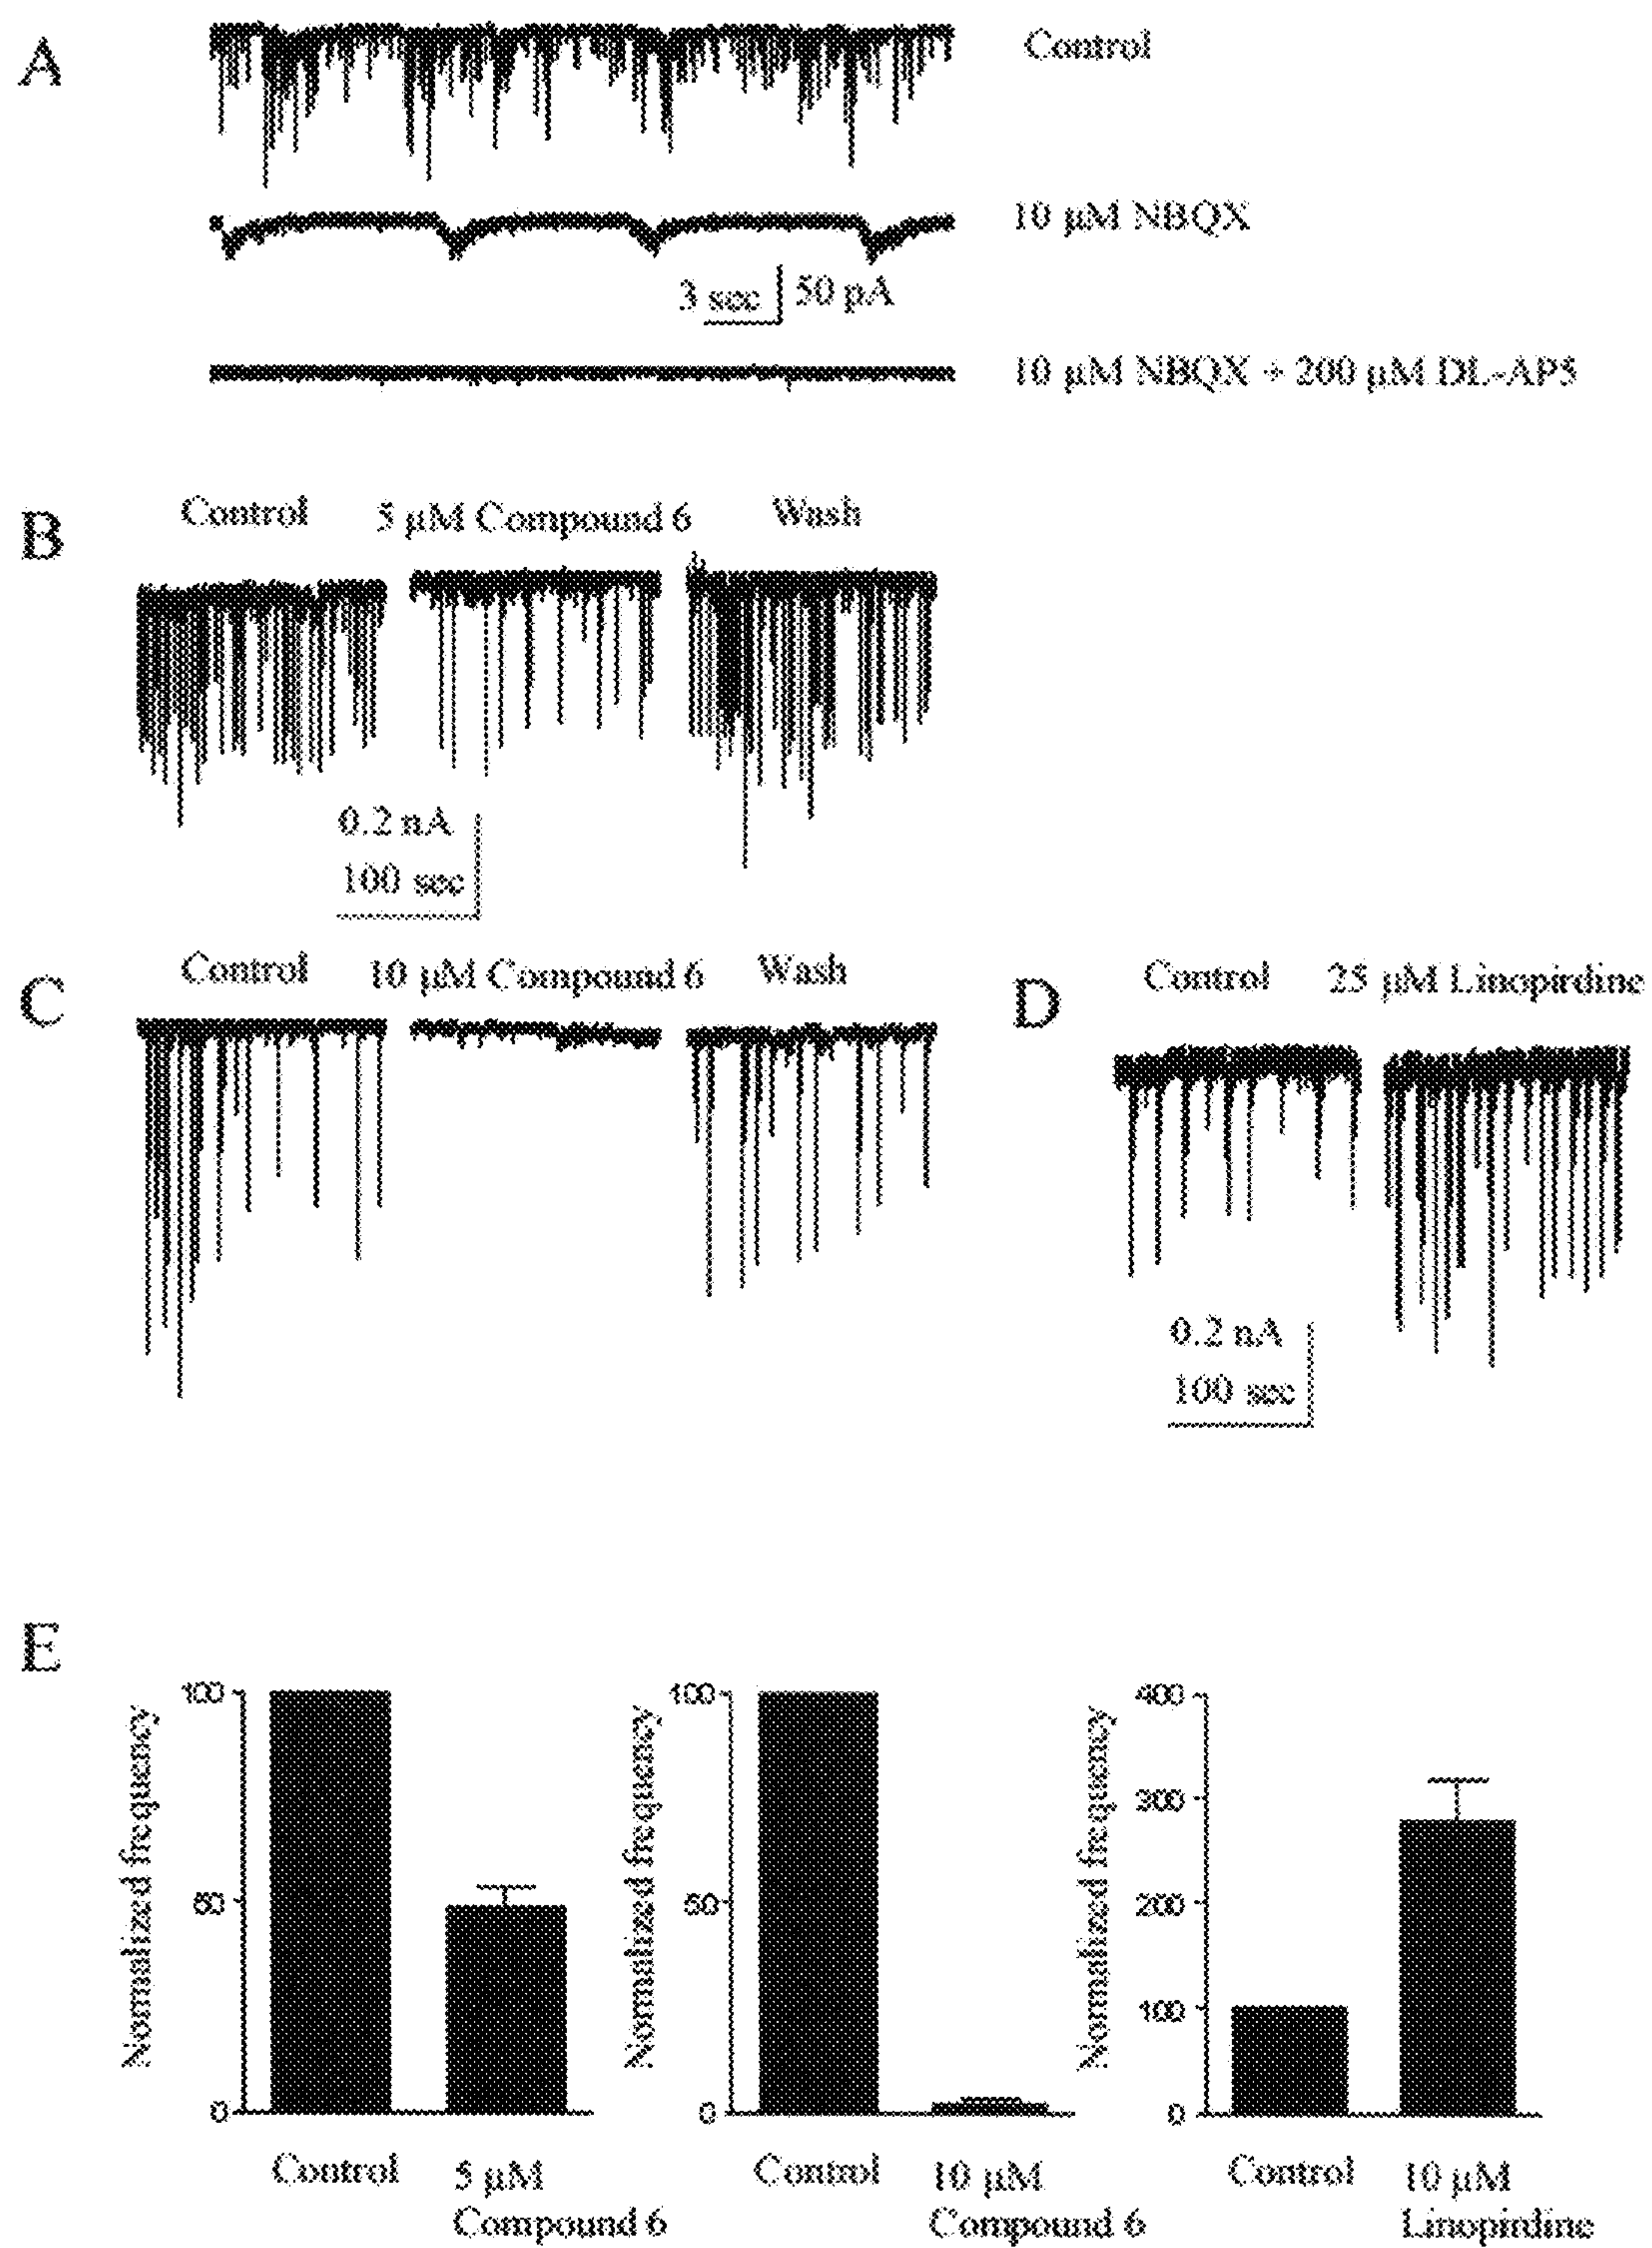 A
Control
10 µM NBQX
3 sec
50 pA
10 µM NBQX + 200 µM DL-AP5
B
Control
5 µM Compound 6
Wash
0.2 nA
100 sec
C
Control
10 µM Compound 6
Wash
D
Control
25 µM Linopirdine
0.2 nA
100 sec
E
Normalized frequency
100
50
0
Control
5 µM
Compound 6
Normalized frequency
100
50
0
Control
10 µM
Compound 6
Normalized frequency
400
300
200
100
0
Control
10 µM
Linopirdine